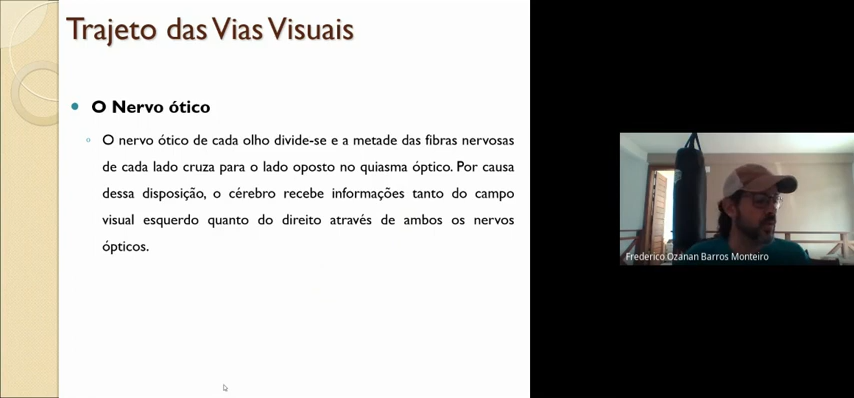 Trajeto das Vias Visuais
O Nervo ótico
O nervo ótico de cada olho divide-se e a metade das fibras nervosas
de cada lado cruza para o lado oposto no quiasma óptico. Por causa
dessa disposição, o cérebro recebe informações tanto do campo
visual esquerdo quanto do direito através de ambos os nervos
ópticos.
Frederico Ozanan Barros Monteiro